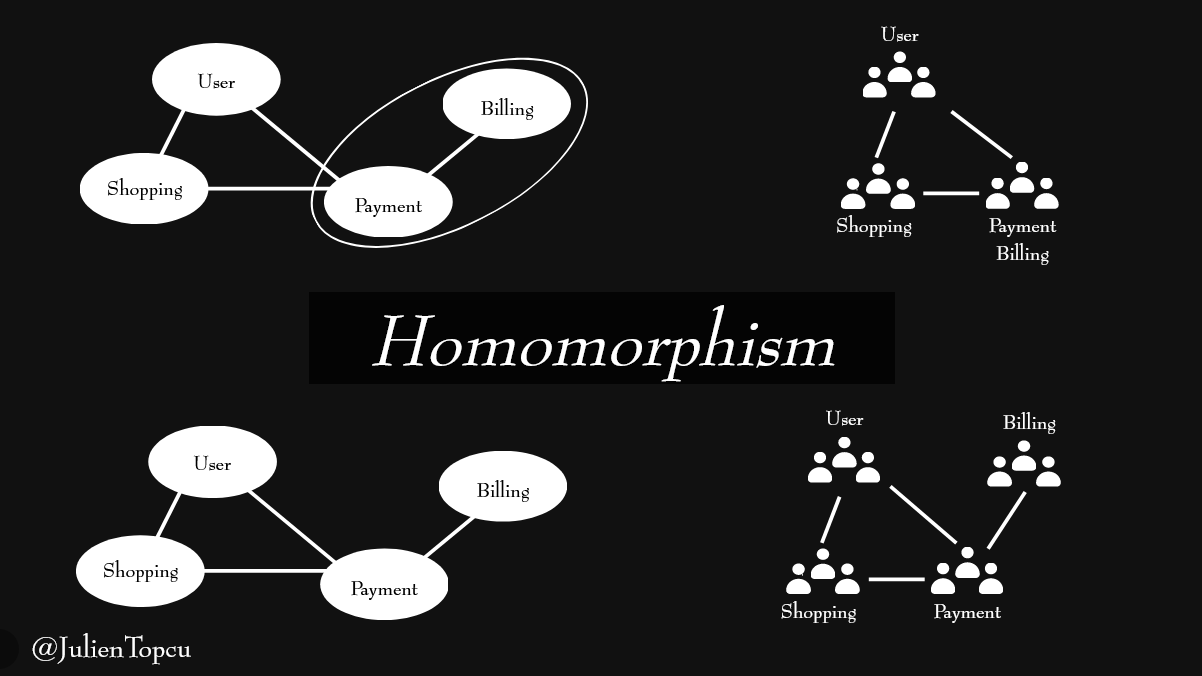 User
Billing
Shopping
Payment
User
Shopping
Payment
Billing
Homomorphism
User
Billing
Shopping
Payment
User
Billing
Shopping
Payment
@JulienTopcu